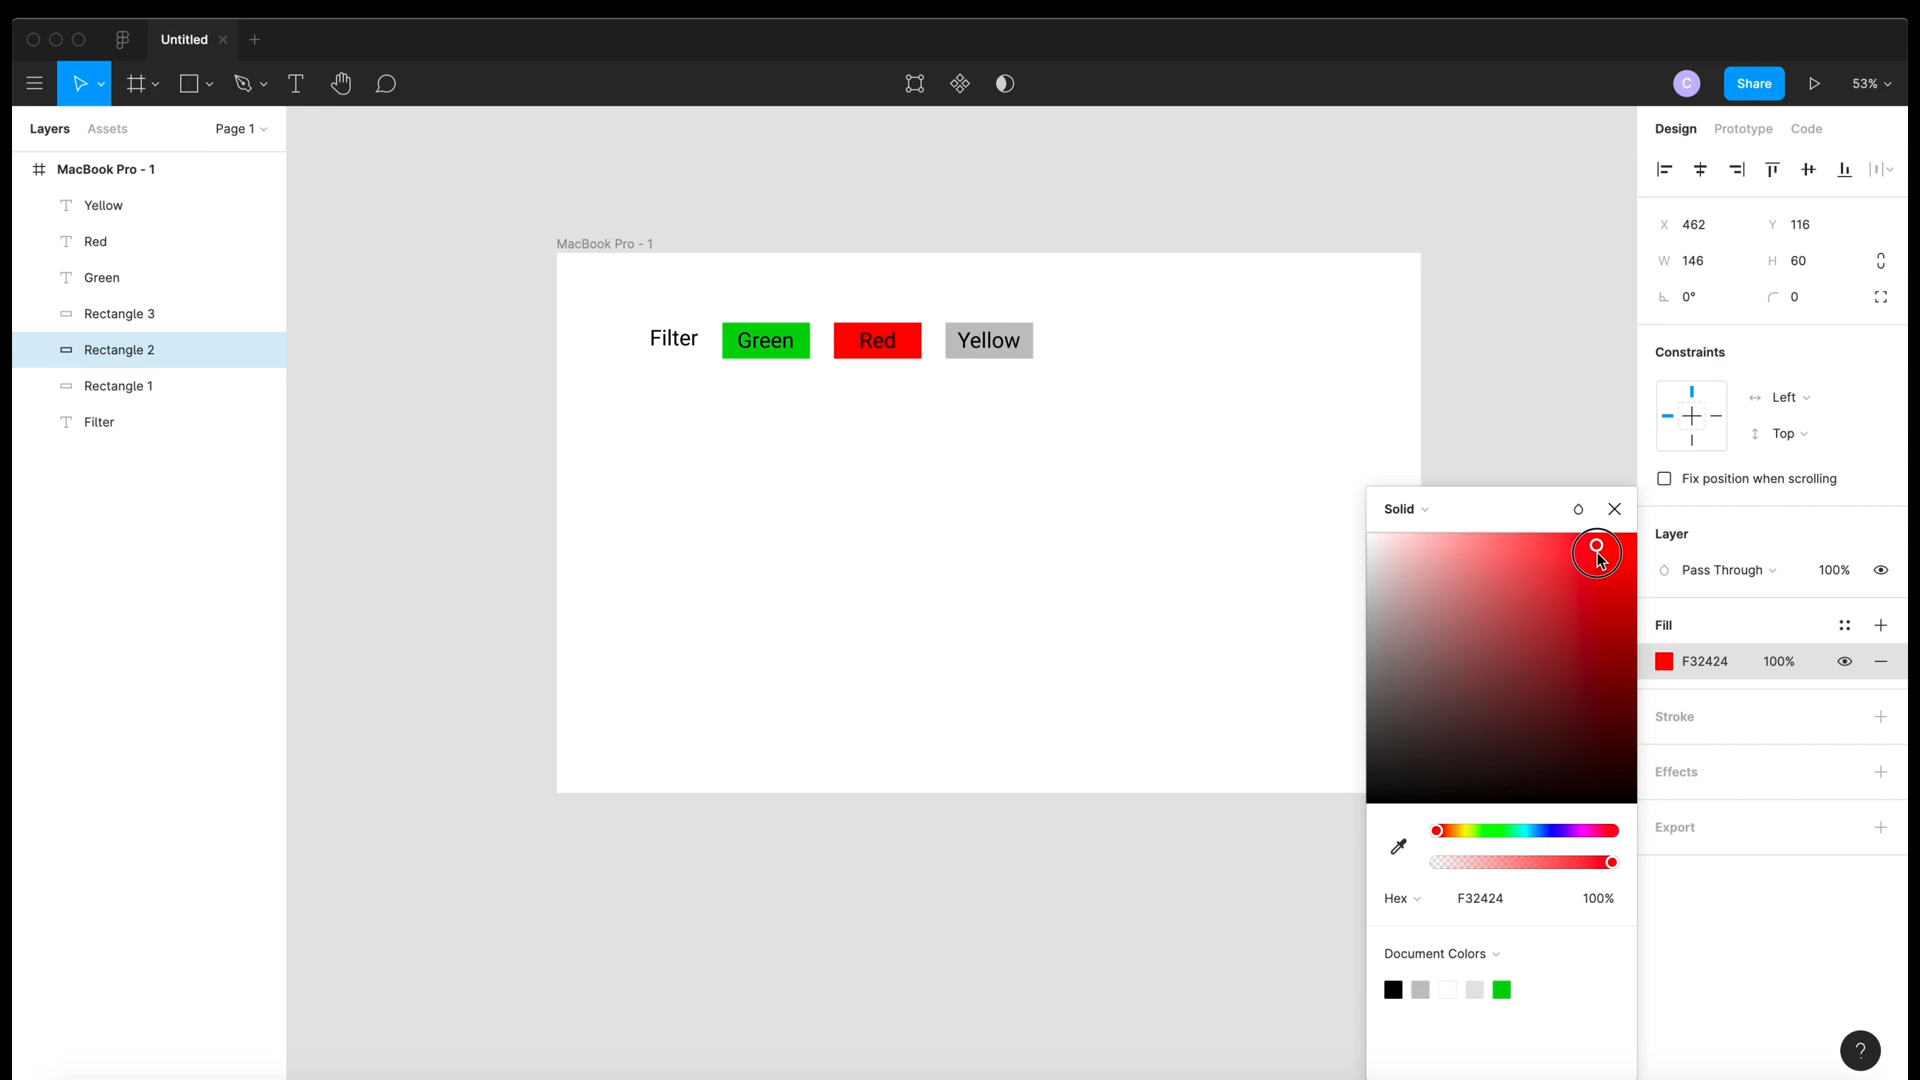 Untitled
C
Share
53%
Layers
Assets
Page 1
MacBook Pro - 1
Yellow
Red
Green
Rectangle 3
Rectangle 2
Rectangle 1
Filter
MacBook Pro - 1
Filter
Green
Red
Yellow
Solid
Hex
F32424
100%
Document Colors
Design
Prototype
Code
X 462
Y 116
W 146
H 60
0°
0
Constraints
Left
Top
Fix position when scrolling
Layer
Pass Through
100%
Fill
F32424
100%
Stroke
Effects
Export
?